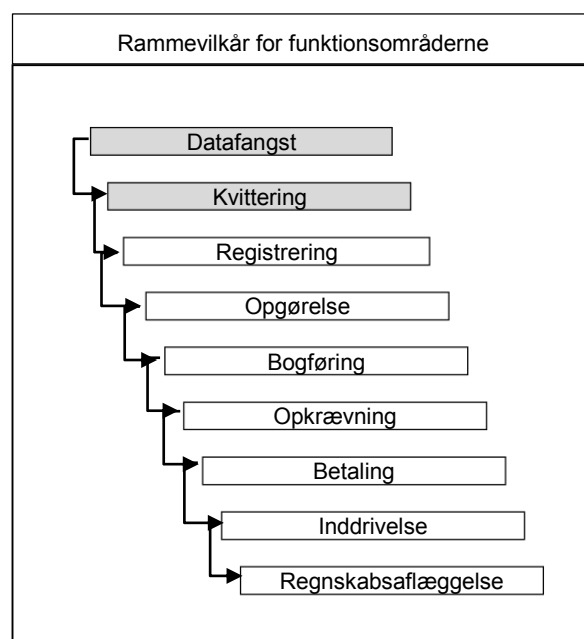 Rammevilkår for funktionsområderne
Datafangst
Kvittering
Registrering
Opgørelse
Bogføring
Opkrævning
Betaling
Inddrivelse
Regnskabsaflæggelse